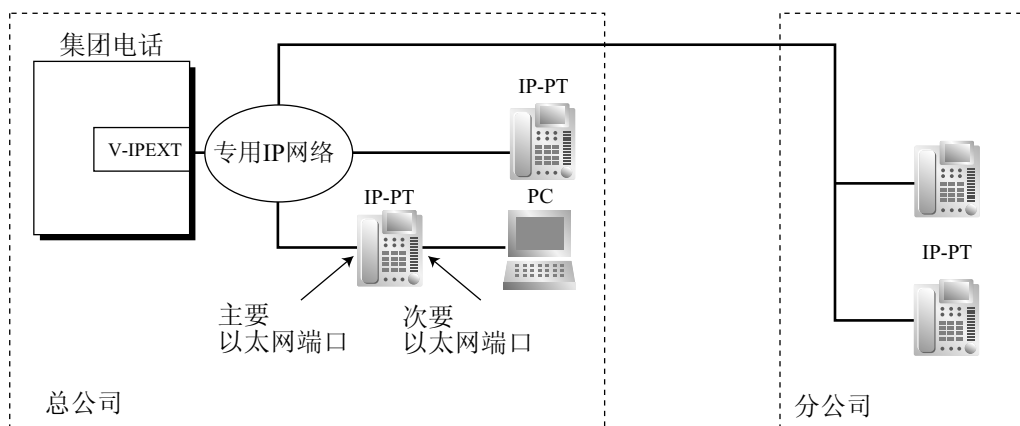 集团电话
V-IPEXT
专用IP网络
IP-PT
IP-PT
PC
主要
以太网端口
次要
以太网端口
总公司
IP-PT
分公司